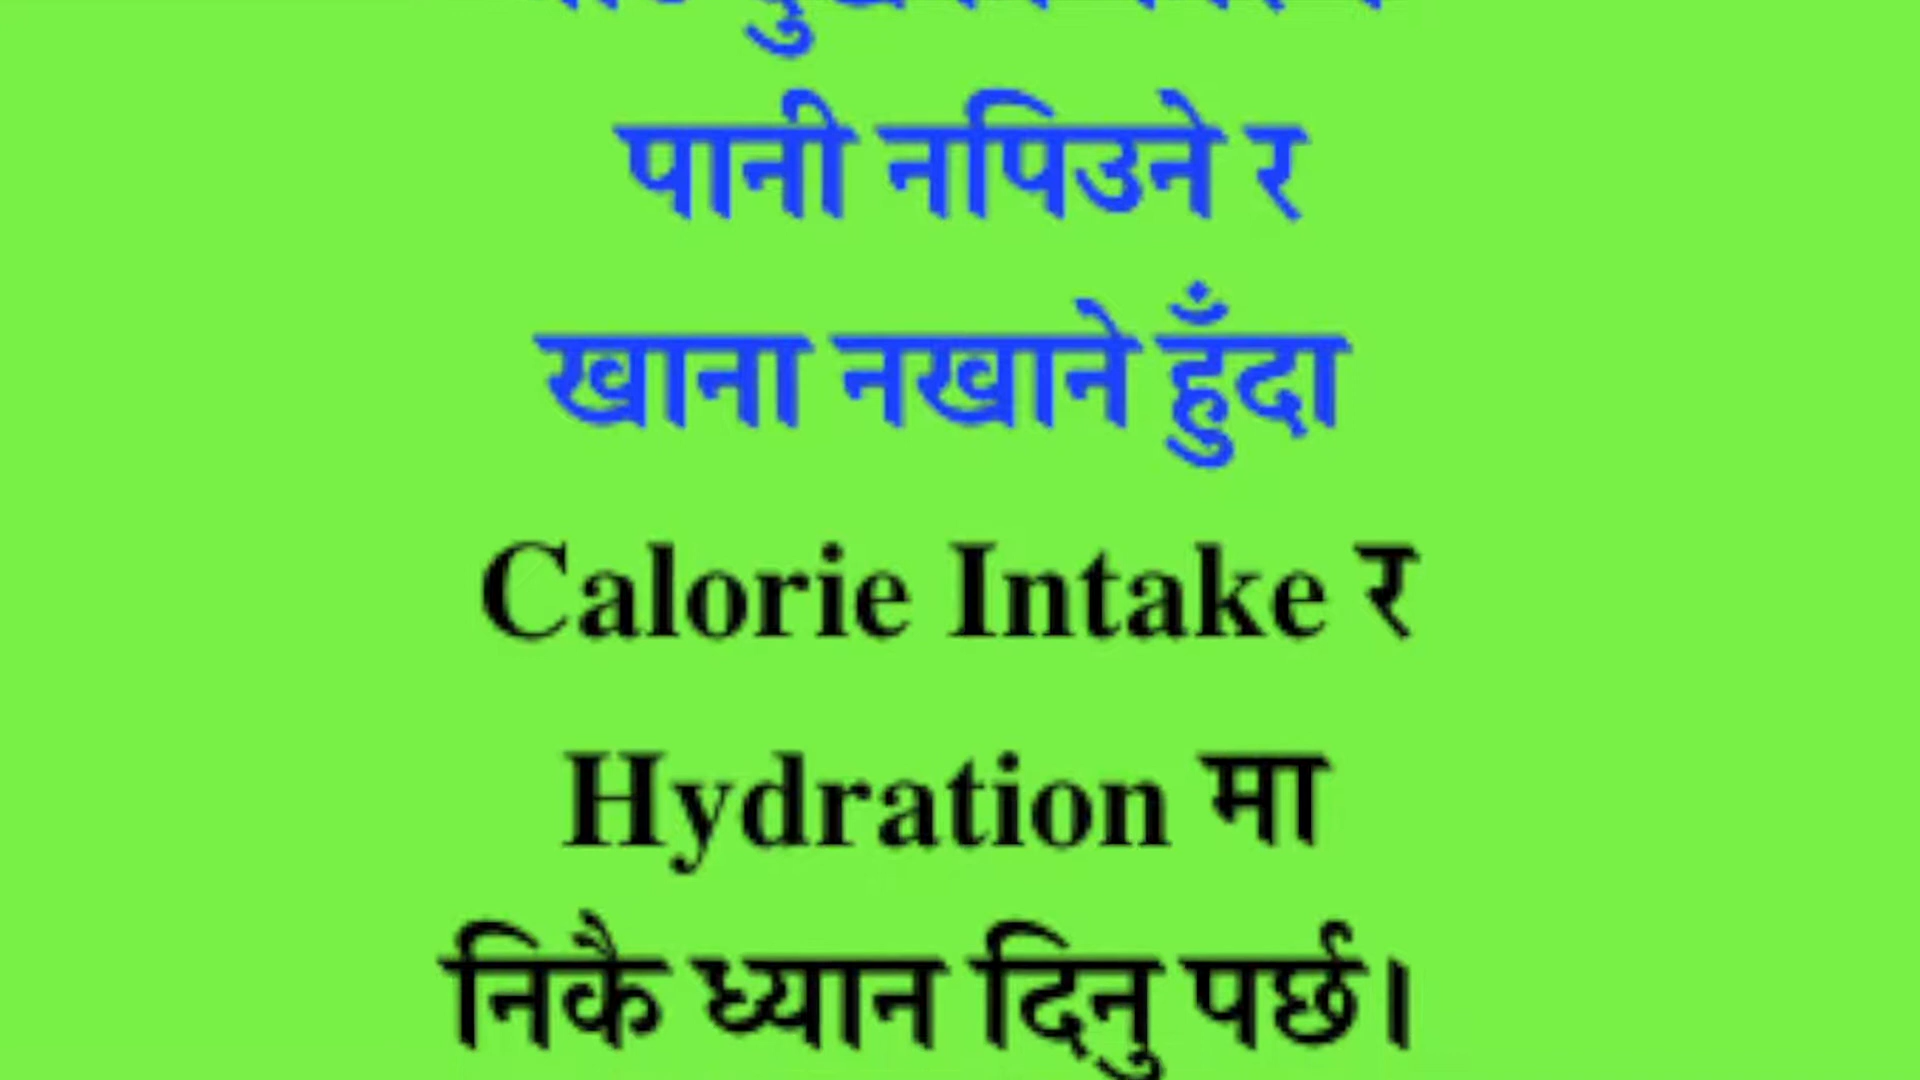 पानी नपिउने र
खाना नखाने हुँदा
Calorie Intake र
Hydration मा
निकै ध्यान दिनु पर्छ।